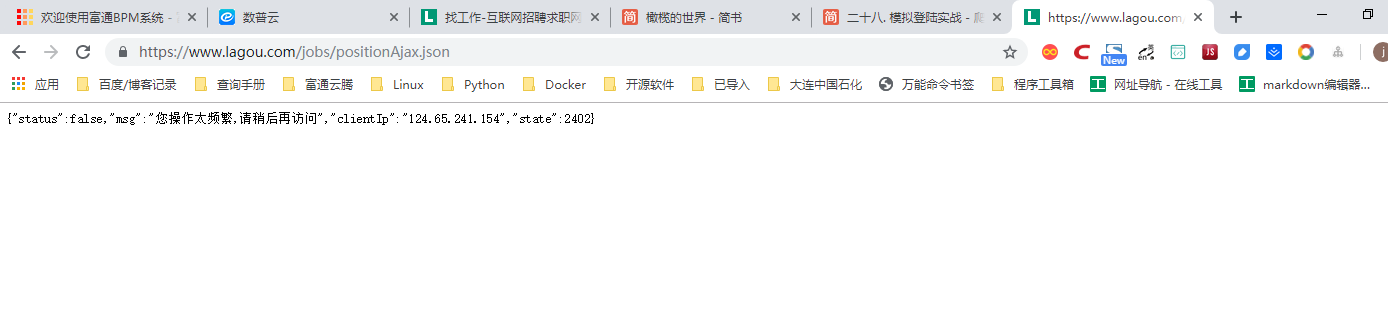 欢迎使用富通BPM系统 - 
数普云
找工作-互联网招聘求职网
橄榄的世界 - 简书
二十八. 模拟登陆实战 - 爬
https://www.lagou.com/
https://www.lagou.com/jobs/positionAjax.json
New
en
JS
j
应用
百度/博客记录
查询手册
富通云腾
Linux
Python
Docker
开源软件
已导入
大连中国石化
万能命令书签
程序工具箱
网址导航 - 在线工具
markdown编辑器...
{"status":false,"msg":"您操作太频繁,请稍后再访问","clientIp":"124.65.241.154","state":2402}